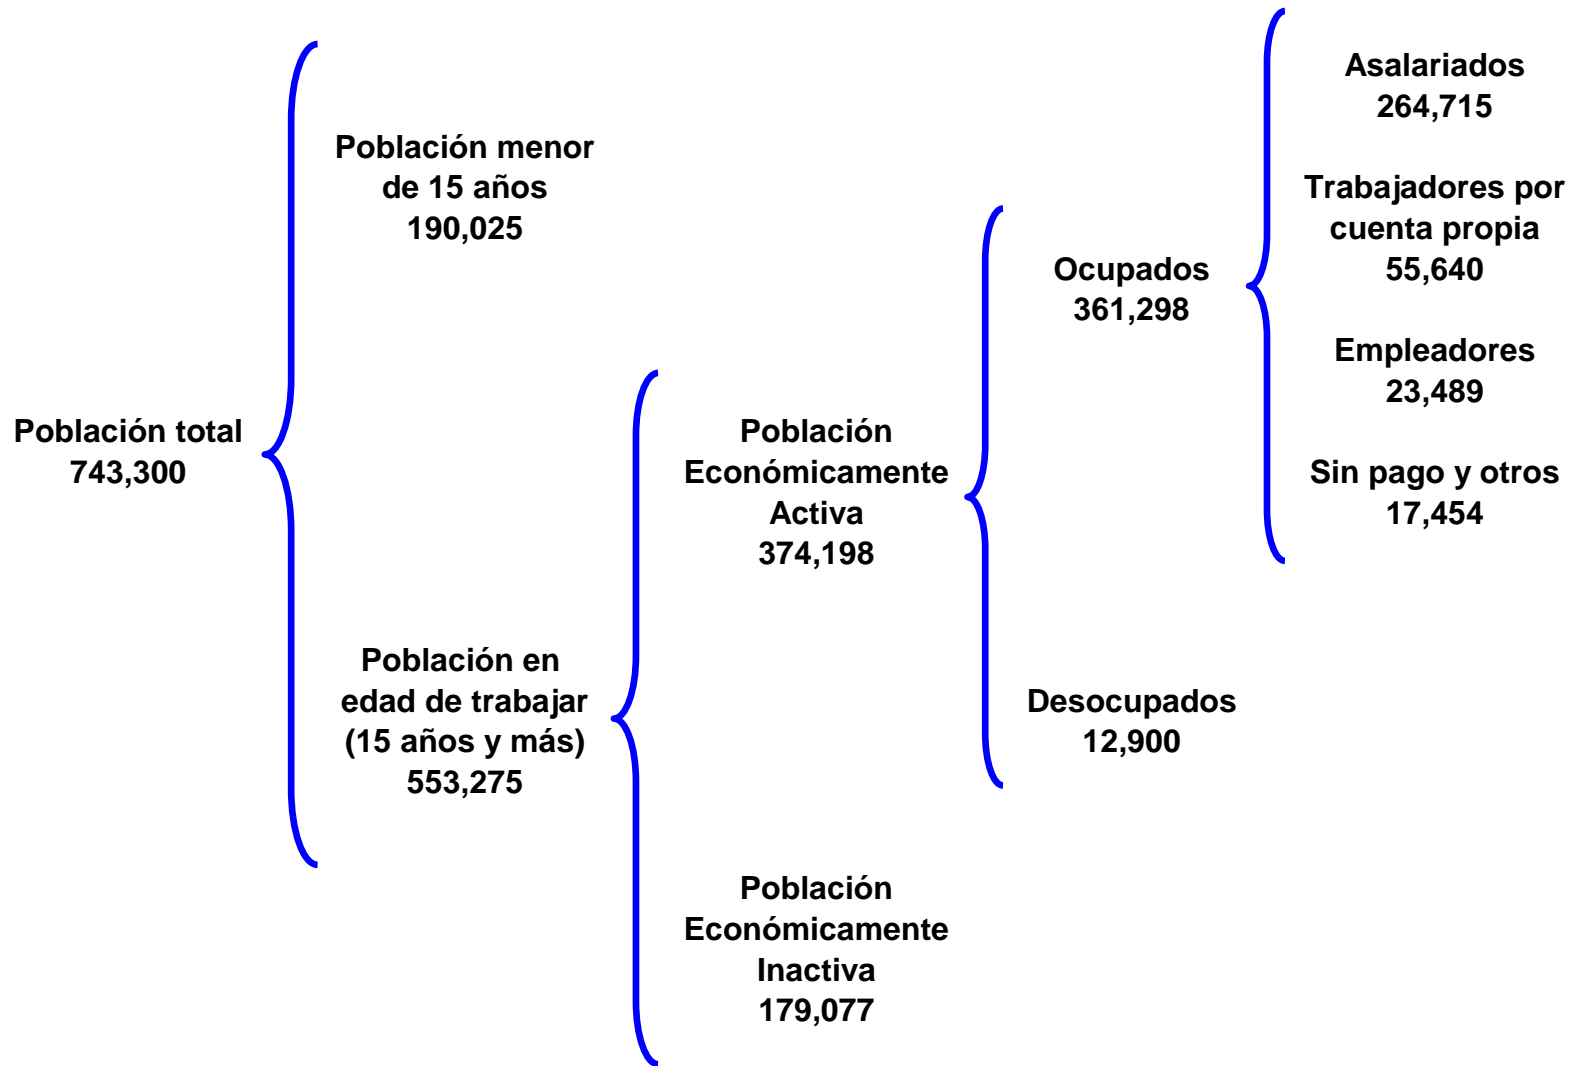 Población total
743,300
Población menor
de 15 años
190,025
Población en
edad de trabajar
(15 años y más)
553,275
Población
Económicamente
Activa
374,198
Población
Económicamente
Inactiva
179,077
Ocupados
361,298
Desocupados
12,900
Asalariados
264,715
Trabajadores por
cuenta propia
55,640
Empleadores
23,489
Sin pago y otros
17,454